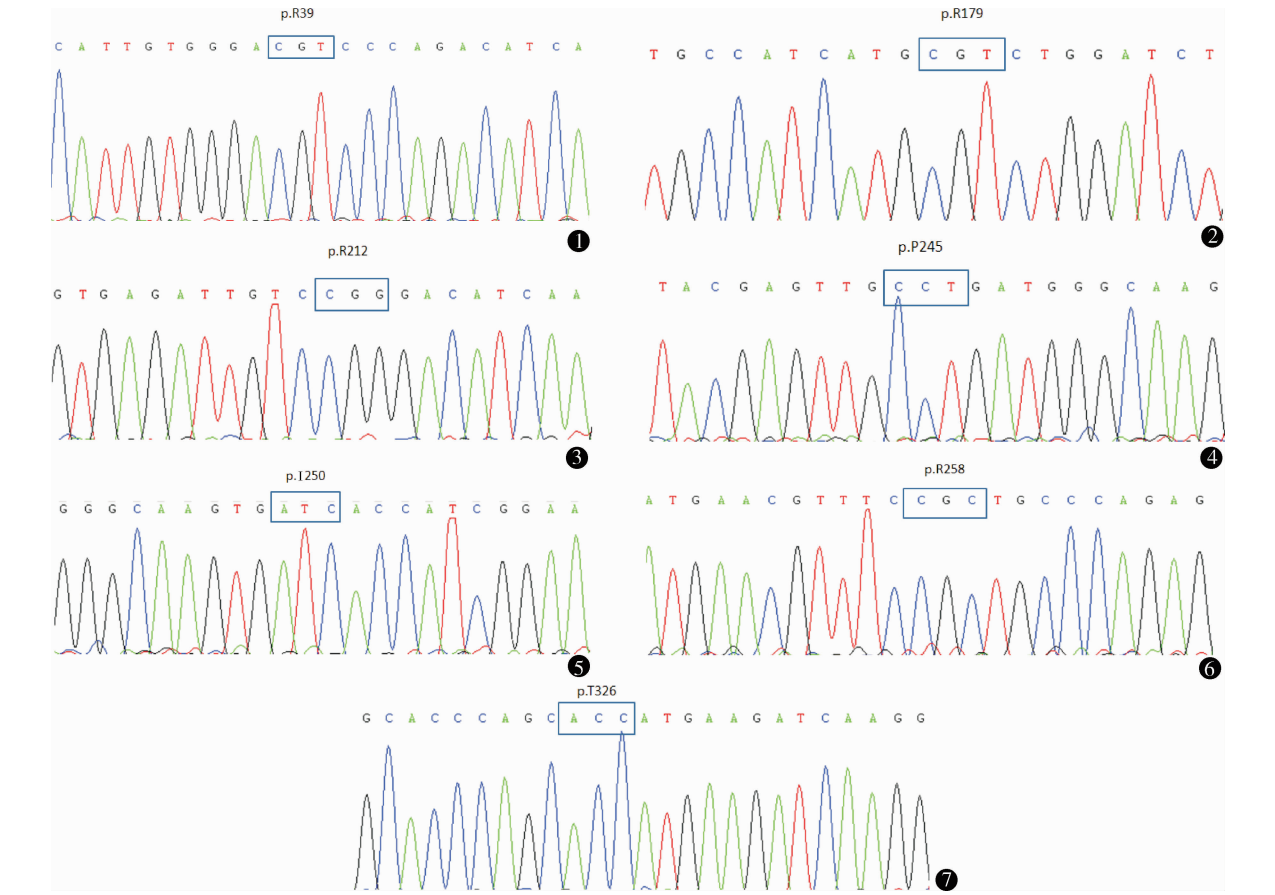 p.R39
C A T T G T G G G A C G T C C C A G A C A T C A
1
p.R179
T G C C A T C A T G C G T C T G G A T C T
2
p.R212
G T G A G A T T G T C C G G G A C A T C A A
3
p.P245
T A C G A G T T G C C T G A T G G G C A A G
4
p.I250
G G G C A A G T G A T C A C C A T C G G A A
5
p.R258
A T G A A C G T T T C C G C T G C C C A G A G
6
p.T326
G C A C C C A G C A C C A T G A A G A T C A A G G
7